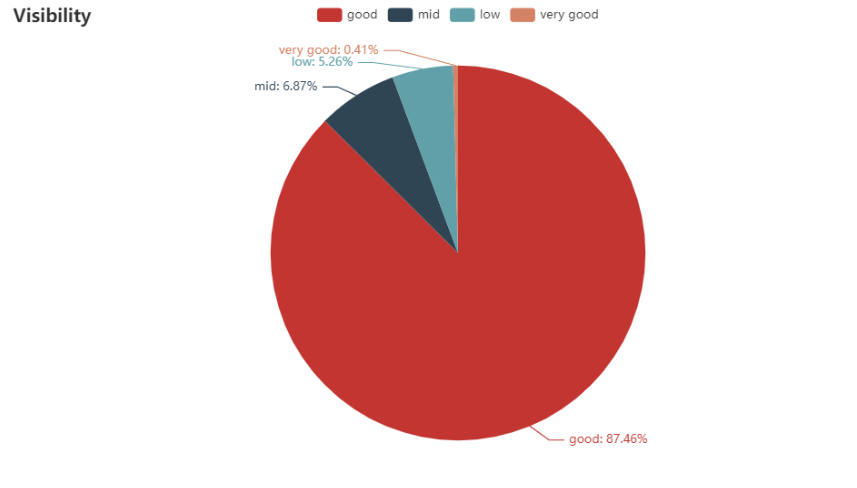 Visibility
good mid low very good
very good: 0.41%
low: 5.26%
mid: 6.87%
good: 87.46%